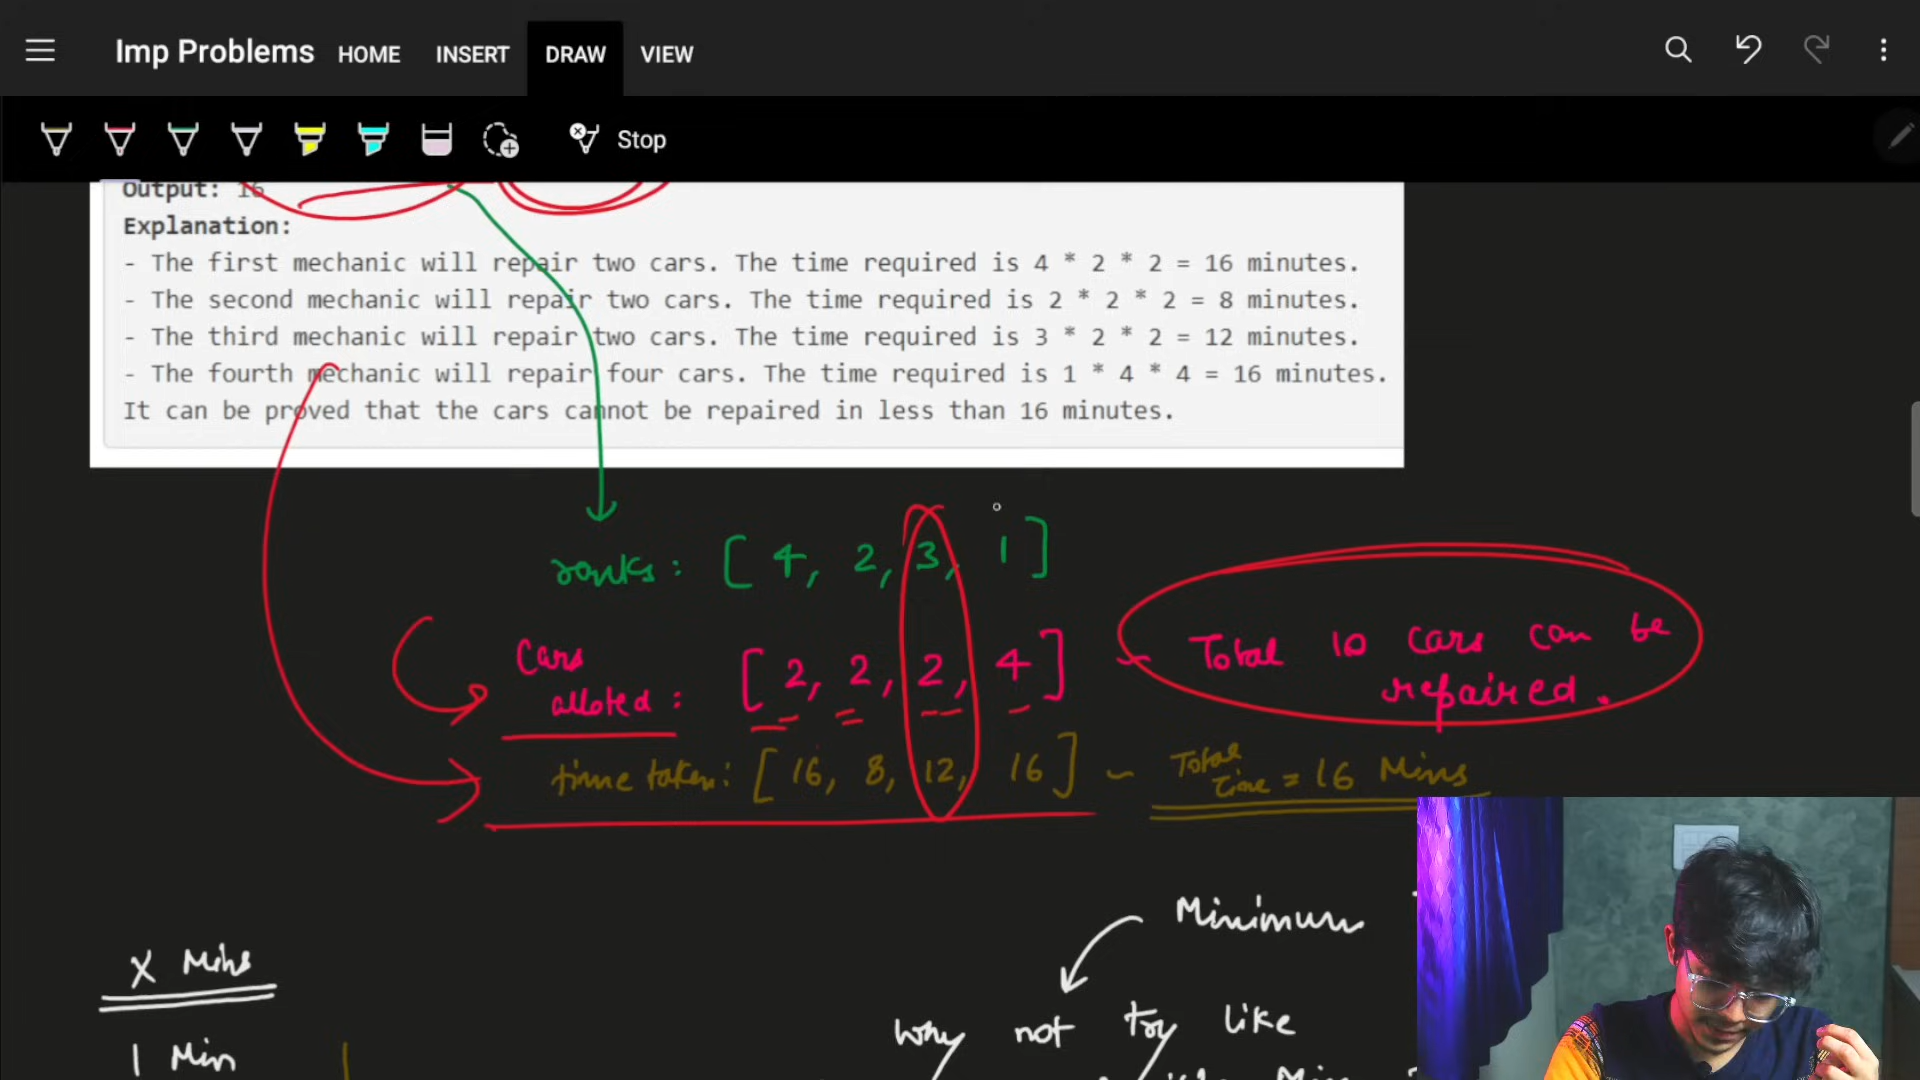 Imp Problems HOME INSERT DRAW VIEW
Stop
Output: 16
Explanation:
- The first mechanic will repair two cars. The time required is 4 * 2 * 2 = 16 minutes.
- The second mechanic will repair two cars. The time required is 2 * 2 * 2 = 8 minutes.
- The third mechanic will repair two cars. The time required is 3 * 2 * 2 = 12 minutes.
- The fourth mechanic will repair four cars. The time required is 1 * 4 * 4 = 16 minutes.
It can be proved that the cars cannot be repaired in less than 16 minutes.
ranks: [ 4, 2, 3, 1 ]
Cars
alloted: [ 2, 2, 2, 4 ] - Total 10 cars can be
repaired.
time taken: [ 16, 8, 12, 16 ] - Total
Time = 16 Mins
Minimum
X Mins
why not try like
1 Min